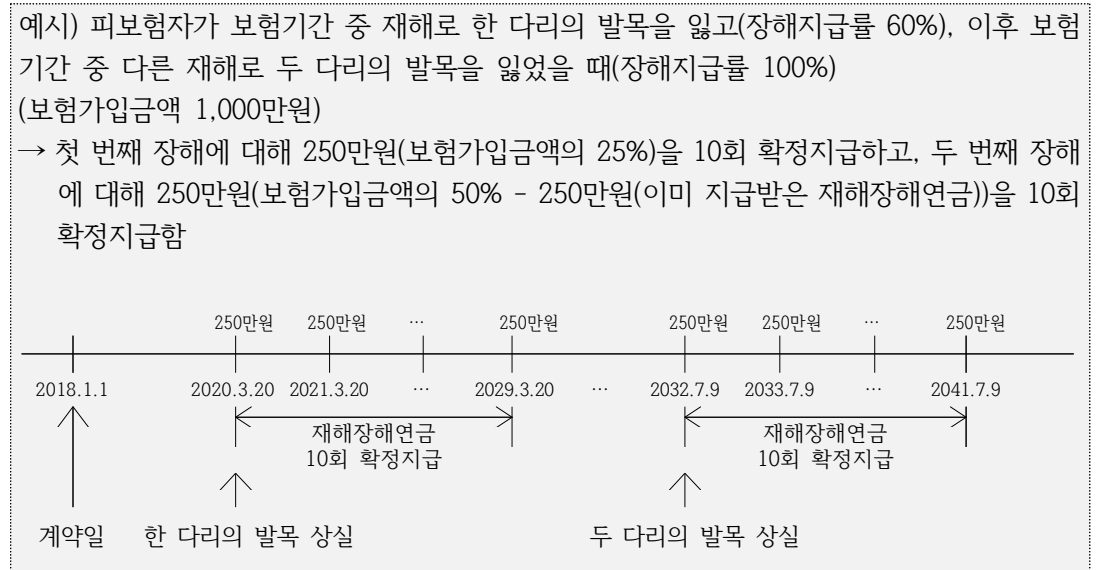 예시) 피보험자가 보험기간 중 재해로 한 다리의 발목을 잃고(장해지급률 60%), 이후 보험
기간 중 다른 재해로 두 다리의 발목을 잃었을 때(장해지급률 100%)
(보험가입금액 1,000만원)
→ 첫 번째 장해에 대해 250만원(보험가입금액의 25%)을 10회 확정지급하고, 두 번째 장해
에 대해 250만원(보험가입금액의 50% - 250만원(이미 지급받은 재해장해연금))을 10회
확정지급함
250만원 250만원 … 250만원 250만원 250만원 … 250만원
2018.1.1 2020.3.20 2021.3.20 … 2029.3.20 … 2032.7.9 2033.7.9 … 2041.7.9
재해장해연금 재해장해연금
10회 확정지급 10회 확정지급
계약일 한 다리의 발목 상실 두 다리의 발목 상실